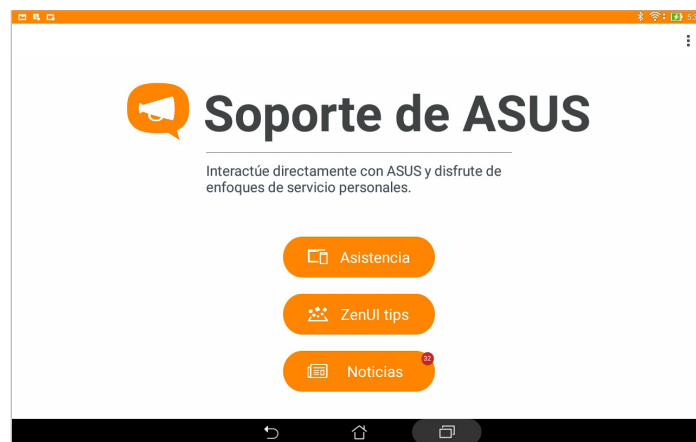 Soporte de ASUS
Interactúe directamente con ASUS y disfrute de
enfoques de servicio personales.
Asistencia
ZenUI tips
32
Noticias